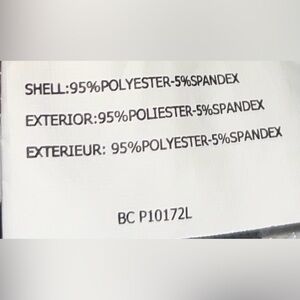 SHELL:95%POLYESTER-5%SPANDEX
EXTERIOR:95%POLIESTER-5%SPANDEX
EXTERIEUR: 95%POLYESTER-5%SPANDEX
BC P10172L